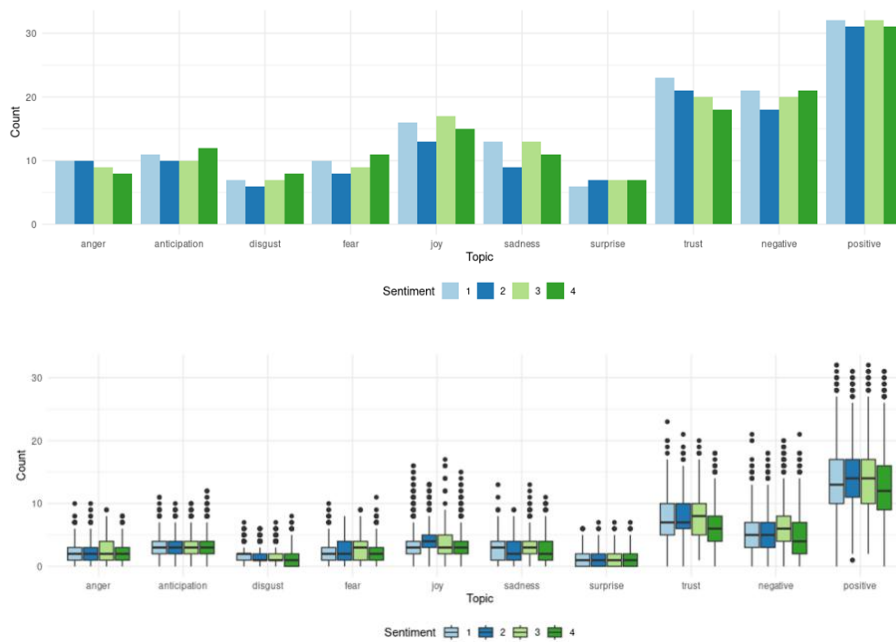 30
20
10
0
Count
anger anticipation disgust fear joy sadness surprise trust negative positive
Topic
Sentiment 1 2 3 4
30
20
10
0
Count
anger anticipation disgust fear joy sadness surprise trust negative positive
Topic
Sentiment 1 2 3 4